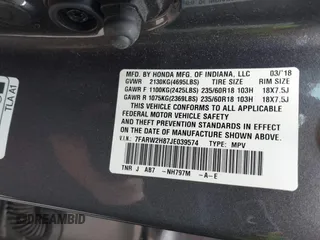 MFD. BY HONDA MFG. OF INDIANA, LLC 03/'18
GVWR 2130KG(4695LBS) TIRE SIZE RIM SIZE
GAWR F 1100KG(2425LBS) 235/60R18 103H 18X7.5J
GAWR R 1075KG(2369LBS) 235/60R18 103H 18X7.5J
THIS VEHICLE CONFORMS TO ALL APPLICABLE
FEDERAL MOTOR VEHICLE SAFETY
AND THEFT PREVENTION STANDARDS IN EFFECT ON
THE DATE OF MANUFACTURE SHOWN ABOVE.
V.I.N.: 7FARW2H87JE039574 TYPE: MPV
TNR J A87 -NH797M -A-E
TLA A1
DREAMBID